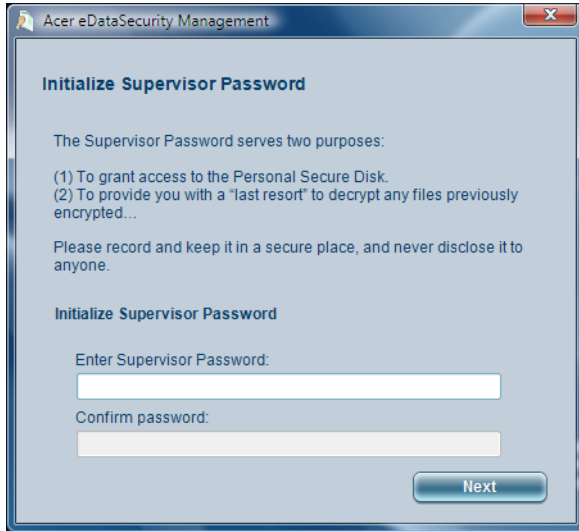 Acer eDataSecurity Management
Initialize Supervisor Password
The Supervisor Password serves two purposes:
(1) To grant access to the Personal Secure Disk.
(2) To provide you with a “last resort” to decrypt any files previously
encrypted...
Please record and keep it in a secure place, and never disclose it to
anyone.
Initialize Supervisor Password
Enter Supervisor Password:
Confirm password:
Next